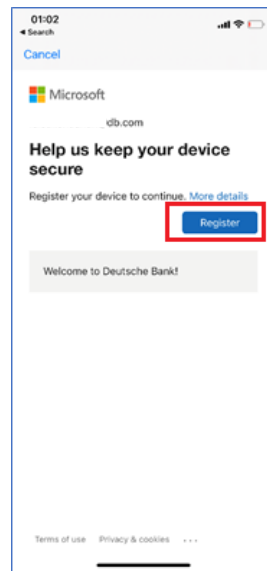 01:02
◀ Search
Cancel
Microsoft
db.com
Help us keep your device
secure
Register your device to continue. More details
Register
Welcome to Deutsche Bank!
Terms of use Privacy & cookies ...